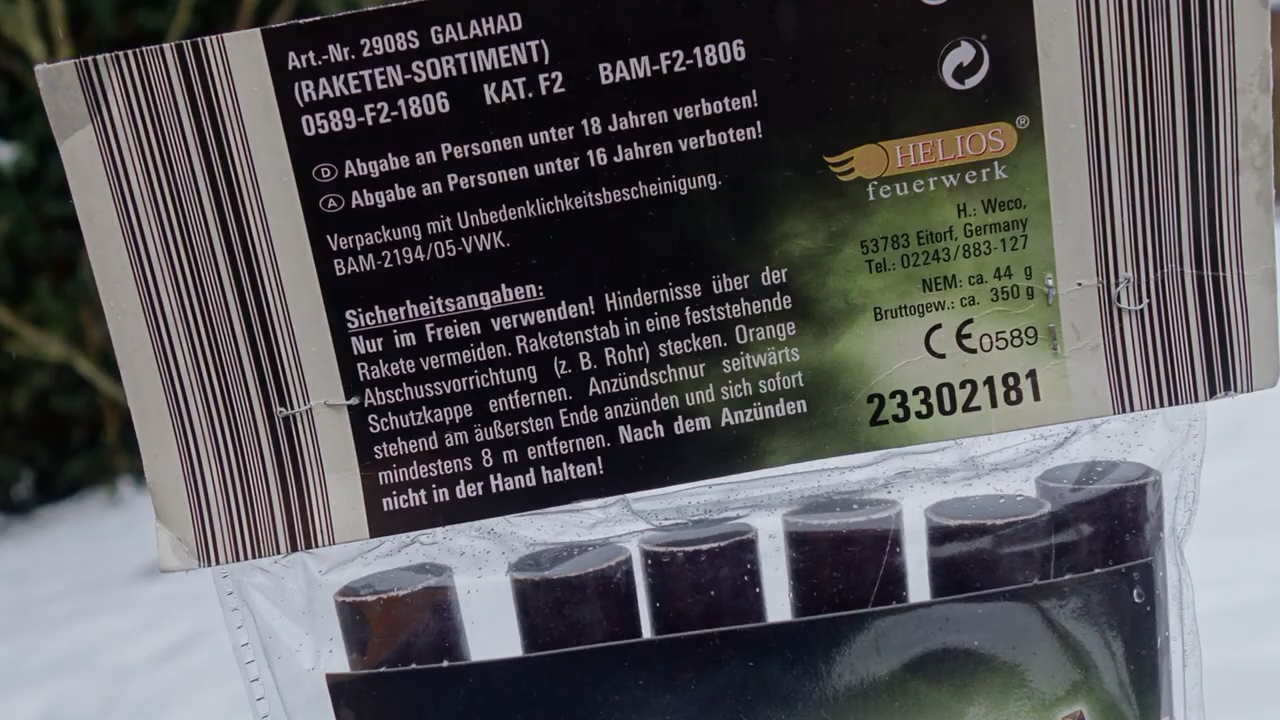 Art.-Nr. 2908S GALAHAD
(RAKETEN-SORTIMENT)
0589-F2-1806 KAT. F2 BAM-F2-1806
D Abgabe an Personen unter 18 Jahren verboten!
A Abgabe an Personen unter 16 Jahren verboten!
Verpackung mit Unbedenklichkeitsbescheinigung.
BAM-2194/05-VWK.
Sicherheitsangaben:
Nur im Freien verwenden! Hindernisse über der
Rakete vermeiden. Raketenstab in eine feststehende
Abschussvorrichtung (z. B. Rohr) stecken. Orange
Schutzkappe entfernen. Anzündschnur seitwärts
stehend am äußersten Ende anzünden und sich sofort
mindestens 8 m entfernen. Nach dem Anzünden
nicht in der Hand halten!
HELIOS®
feuerwerk
H.: Weco,
53783 Eitorf, Germany
Tel.: 02243/883-127
NEM: ca. 44 g
Bruttogew.: ca. 350 g
CE0589
23302181